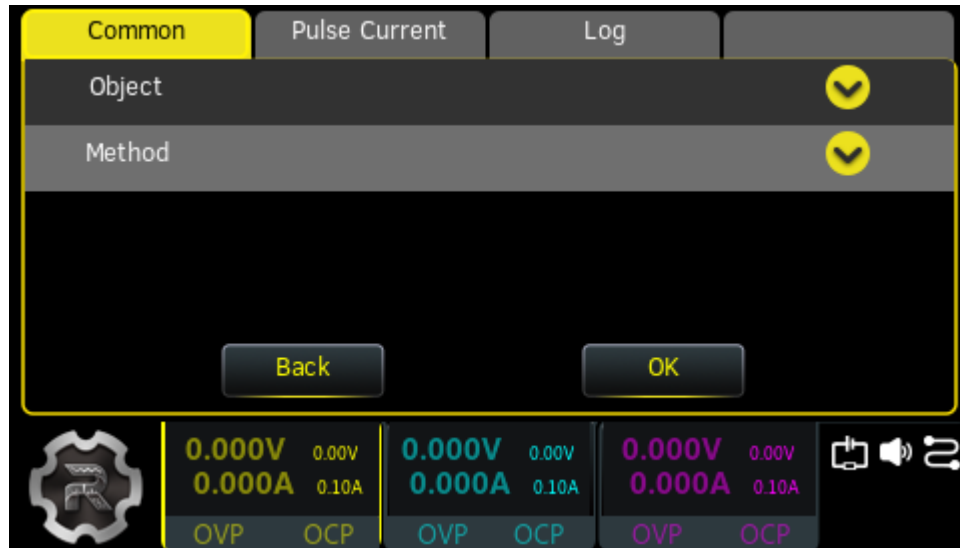 Common Pulse Current Log
Object
Method
Back OK
0.000V 0.00V 0.000V 0.00V 0.000V 0.00V
0.000A 0.10A 0.000A 0.10A 0.000A 0.10A
OVP OCP OVP OCP OVP OCP
R